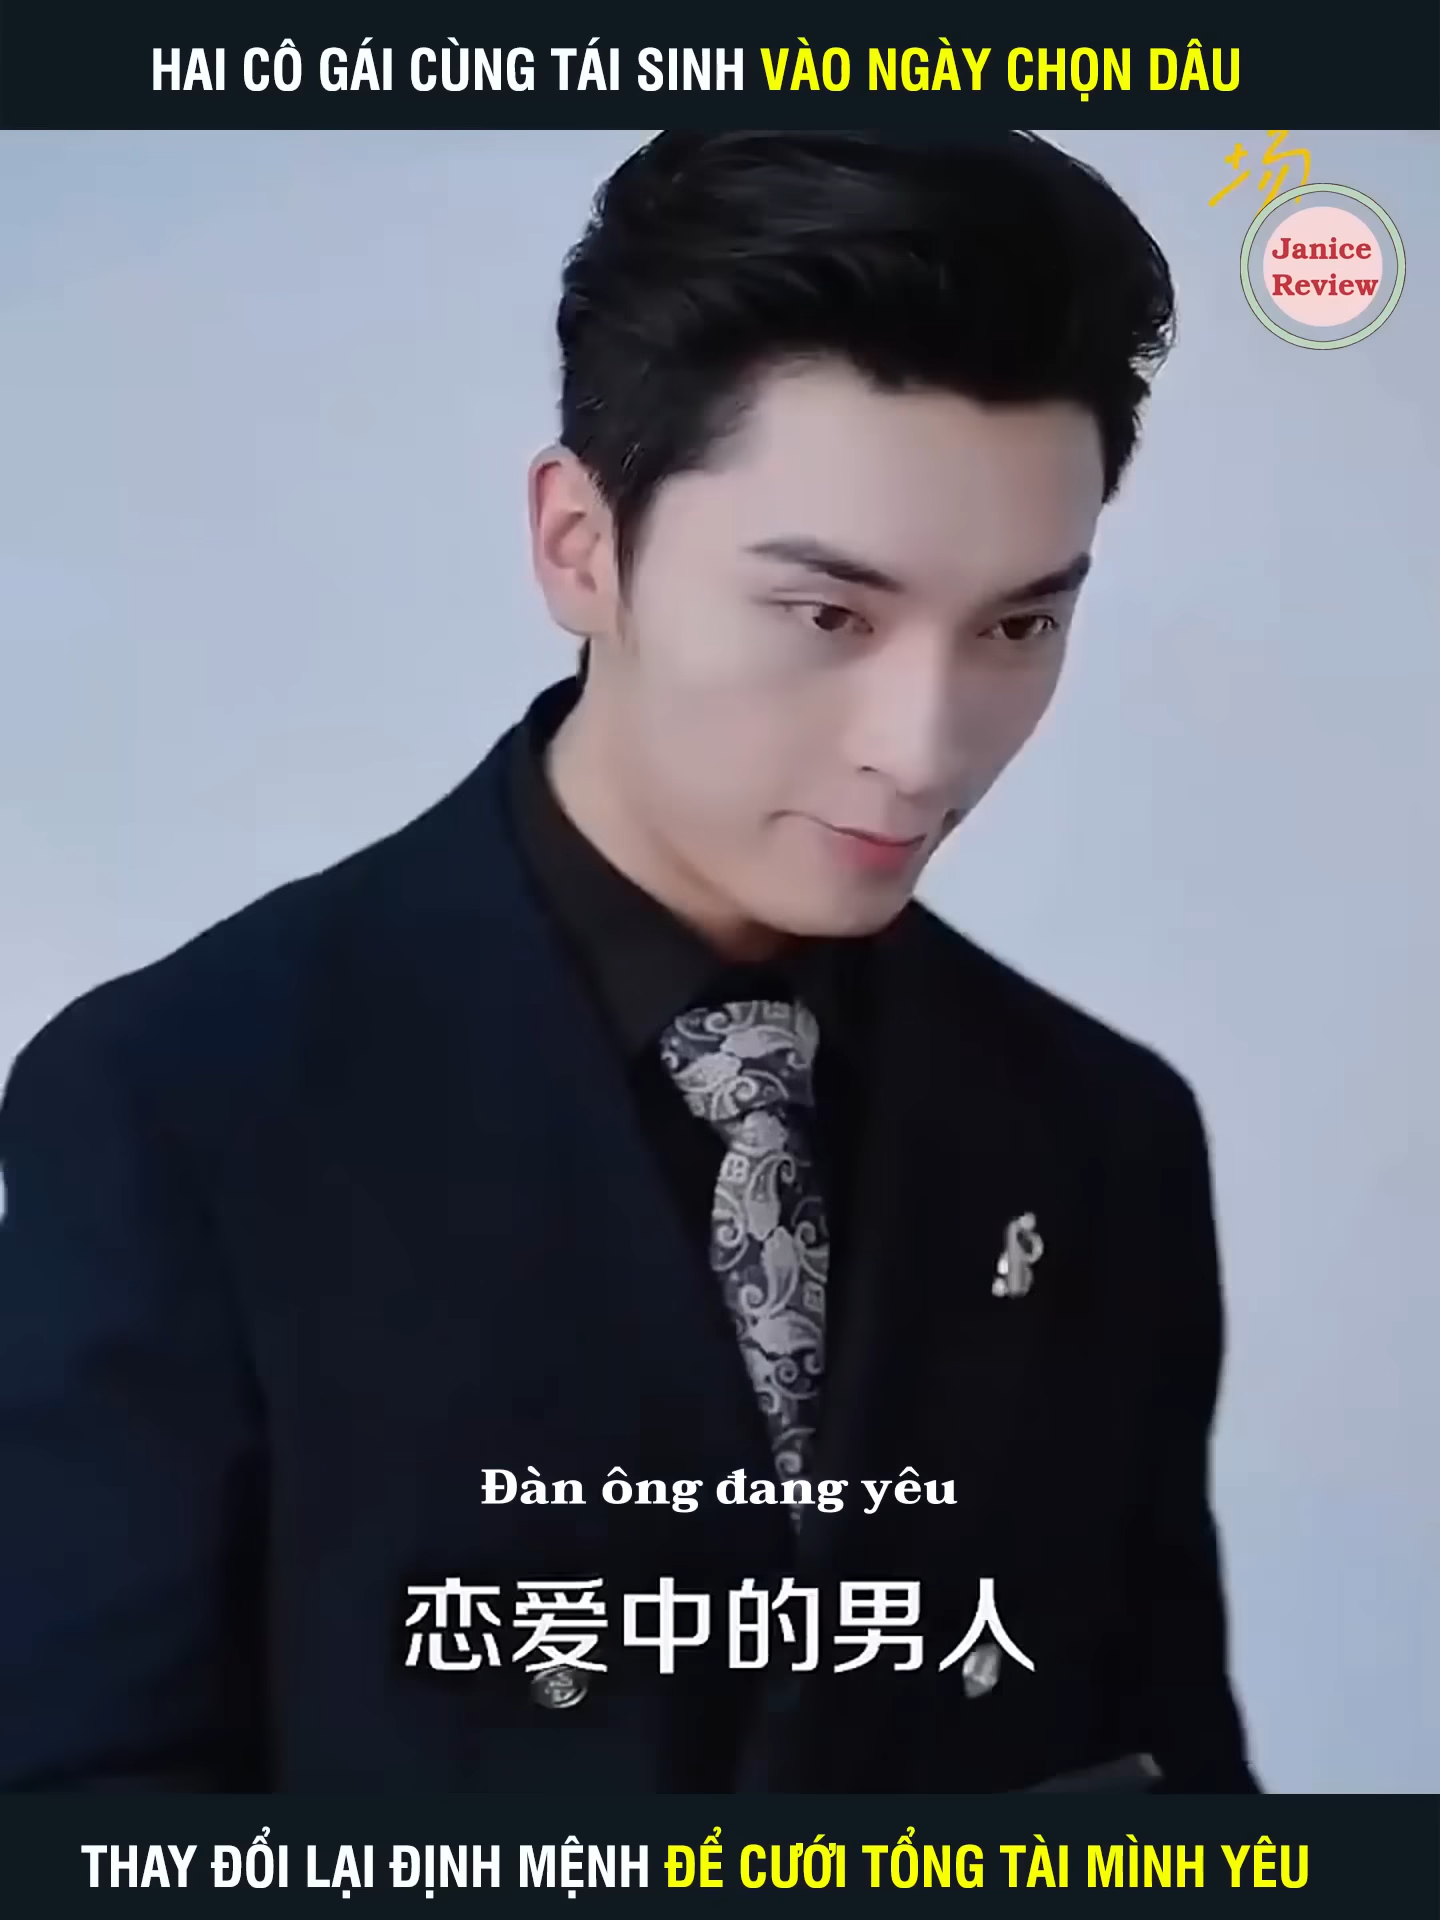 HAI CÔ GÁI CÙNG TÁI SINH VÀO NGÀY CHỌN DÂU
场
Janice
Review
Đàn ông đang yêu
恋爱中的男人
THAY ĐỔI LẠI ĐỊNH MỆNH ĐỂ CƯỚI TỔNG TÀI MÌNH YÊU